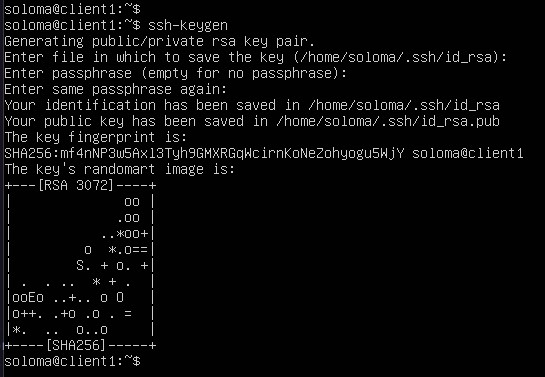 soloma@client1:~$
soloma@client1:~$ ssh-keygen
Generating public/private rsa key pair.
Enter file in which to save the key (/home/soloma/.ssh/id_rsa):
Enter passphrase (empty for no passphrase):
Enter same passphrase again:
Your identification has been saved in /home/soloma/.ssh/id_rsa
Your public key has been saved in /home/soloma/.ssh/id_rsa.pub
The key fingerprint is:
SHA256:mf4nNP3w5Axl3Tyh9GMXRGqWcirnKoNeZohyogu5WjY soloma@client1
The key's randomart image is:
+---[RSA 3072]----+
|              oo |
|             .oo |
|           ..*oo+|
|         o  *.o==|
|        S. + o. +|
| .  . ..  * + .  |
|ooEo ..+.. o O   |
|o++. .+o .o . =  |
|*.  ..  o..o     |
+----[SHA256]-----+
soloma@client1:~$